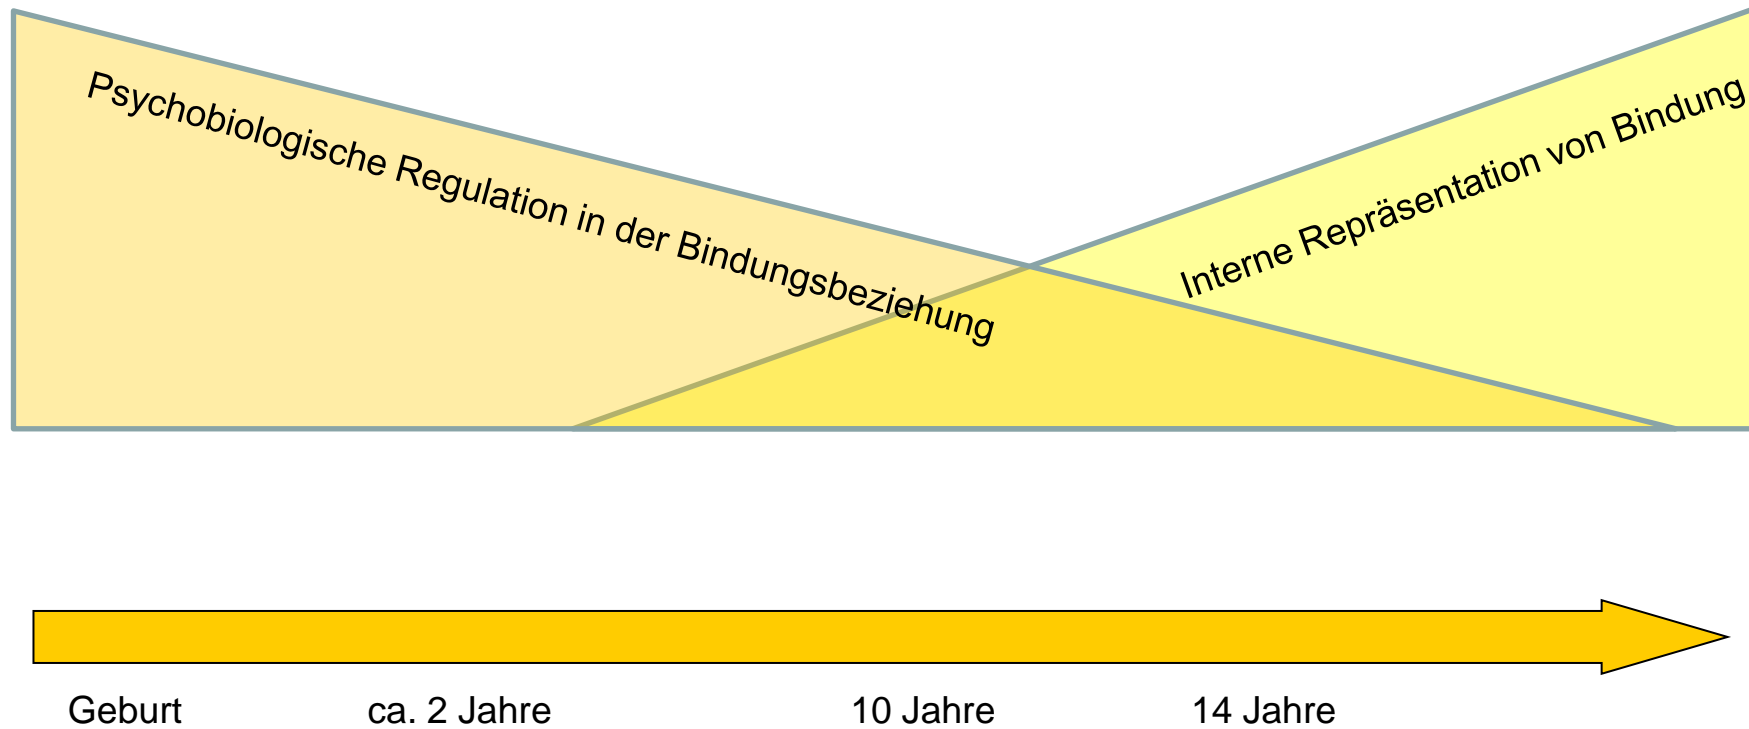 Psychobiologische Regulation in der Bindungsbeziehung
Interne Repräsentation von Bindung
Geburt
ca. 2 Jahre
10 Jahre
14 Jahre